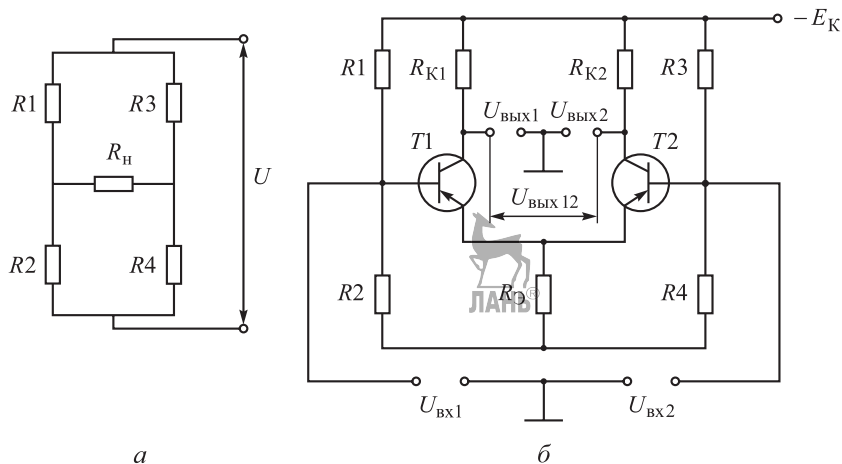 R1
R3
Rн
R2
R4
U
а
− EК
R1
RК1
RК2
R3
Uвых1
Uвых2
T1
T2
Uвых 12
R2
RЭ
R4
ЛАНЬ®
Uвх1
Uвх2
б